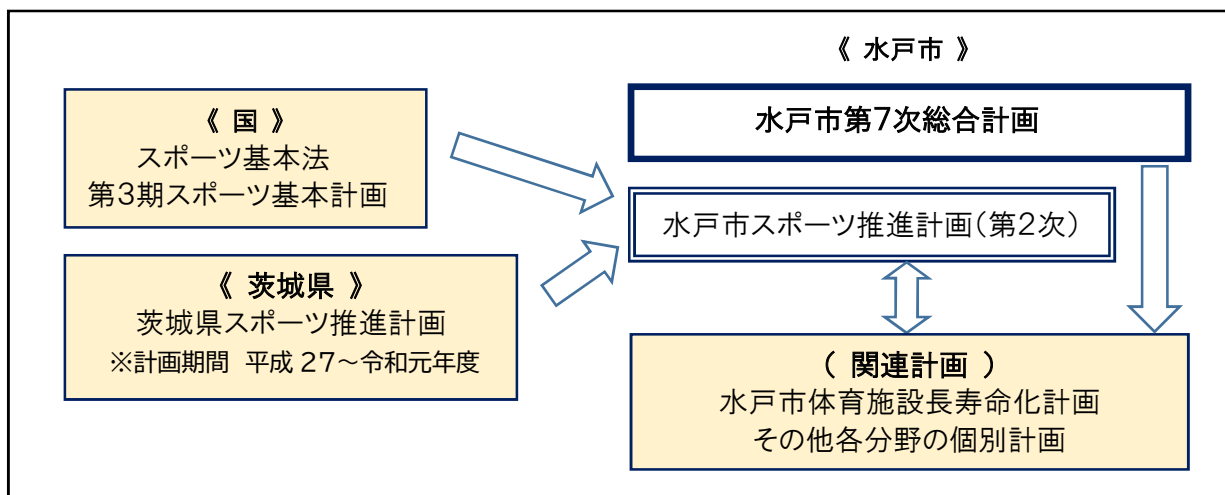 《 水戸市 》
水戸市第7次総合計画
《 国 》
スポーツ基本法
第3期スポーツ基本計画
水戸市スポーツ推進計画(第2次)
《 茨城県 》
茨城県スポーツ推進計画
※計画期間 平成 27~令和元年度
( 関連計画 )
水戸市体育施設長寿命化計画
その他各分野の個別計画